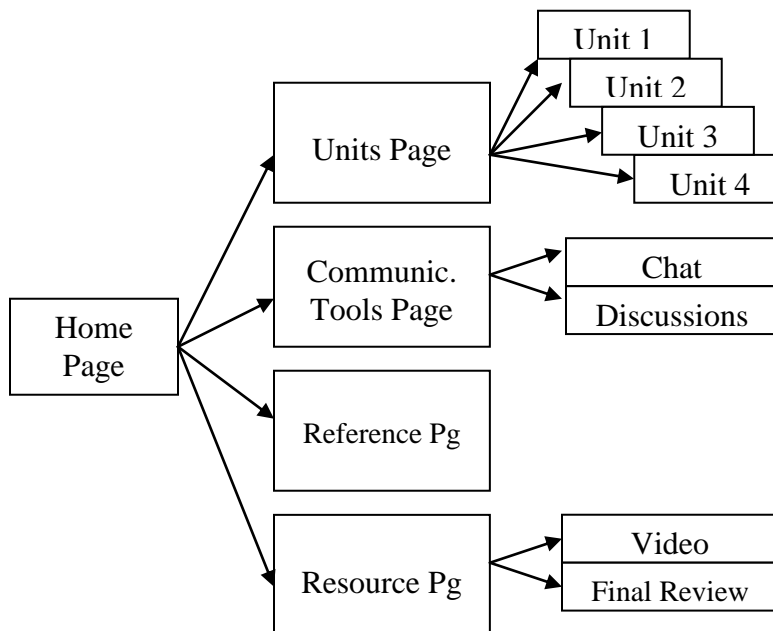 Unit 1
Unit 2
Unit 3
Unit 4
Units Page
Communic.
Tools Page
Chat
Discussions
Home
Page
Reference Pg
Resource Pg
Video
Final Review